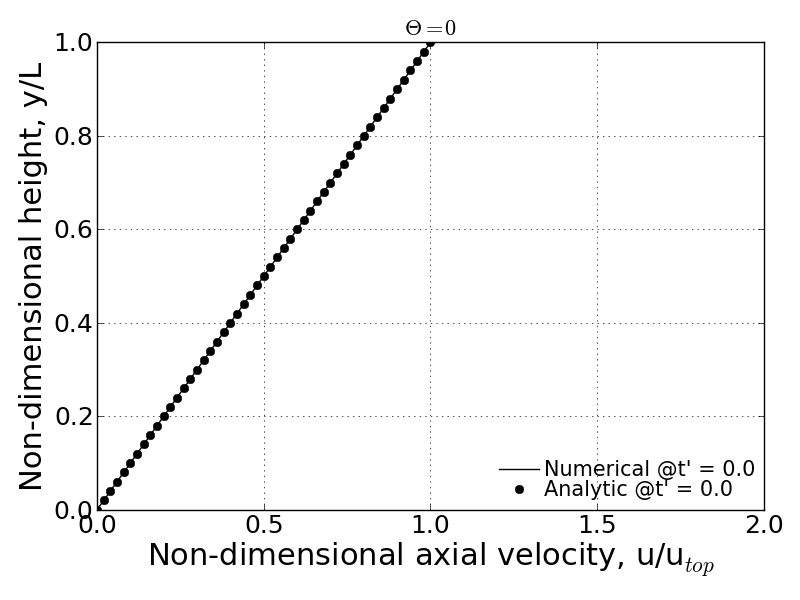 Θ = 0
Non-dimensional height, y/L
1.0
0.8
0.6
0.4
0.2
0.0
Numerical @t' = 0.0
Analytic @t' = 0.0
0.0 0.5 1.0 1.5 2.0
Non-dimensional axial velocity, u/u_top